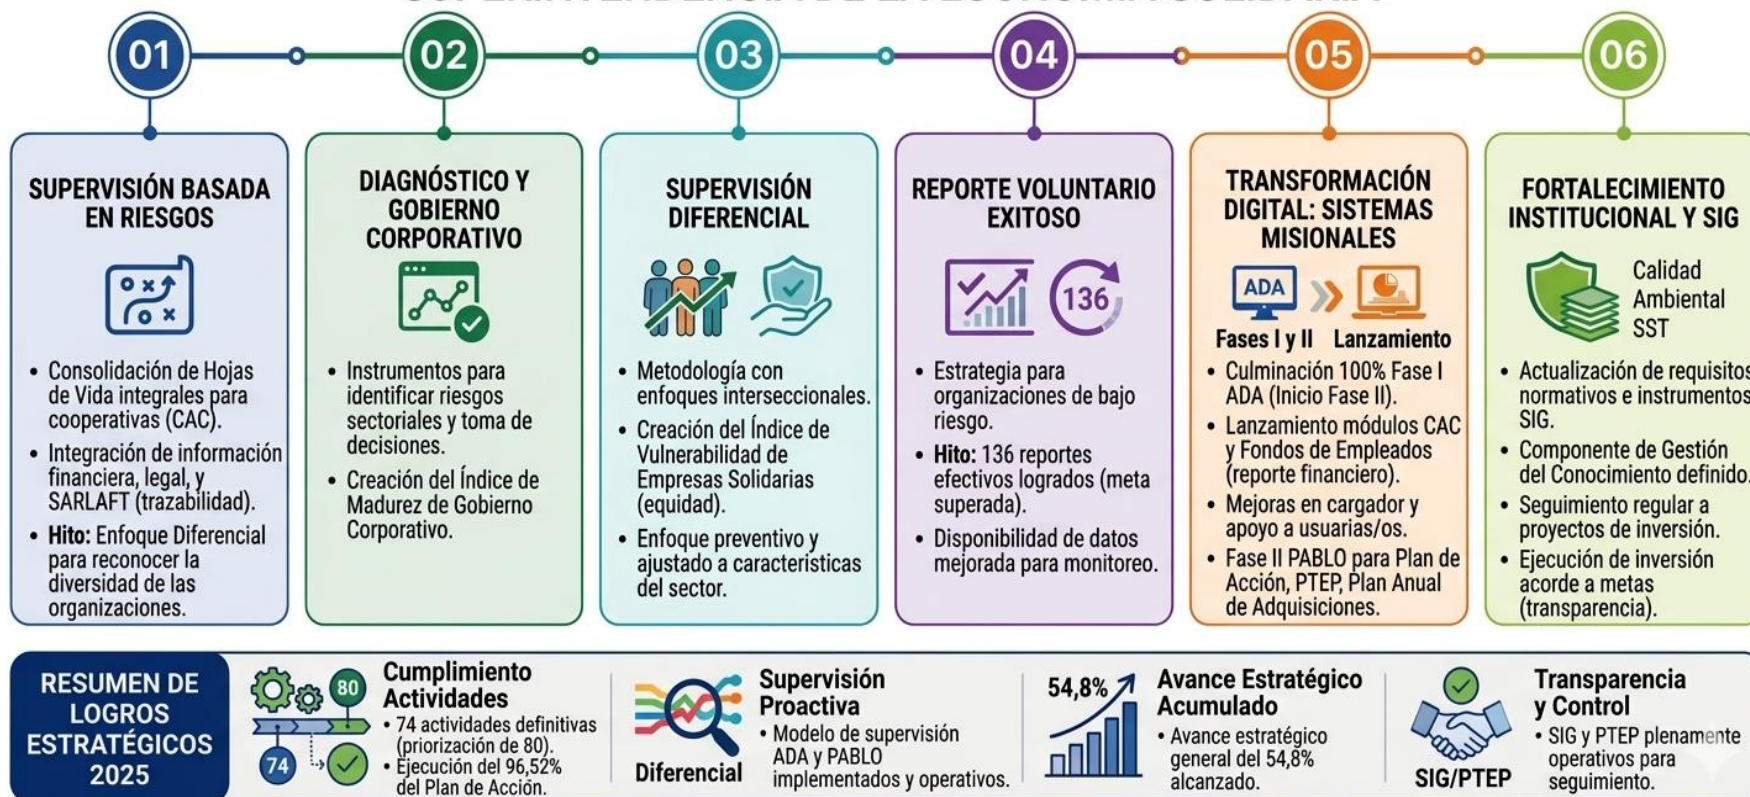 SUPERINTENDENCIA DE LA ECONOMÍA SOLIDARIA
01
02
03
04
05
06
SUPERVISIÓN BASADA
EN RIESGOS
• Consolidación de Hojas
de Vida integrales para
cooperativas (CAC).
• Integración de información
financiera, legal, y
SARLAFT (trazabilidad).
• Hito: Enfoque Diferencial
para reconocer la
diversidad de las
organizaciones.
DIAGNÓSTICO Y
GOBIERNO
CORPORATIVO
• Instrumentos para
identificar riesgos
sectoriales y toma de
decisiones.
• Creación del Índice de
Madurez de Gobierno
Corporativo.
SUPERVISIÓN
DIFERENCIAL
• Metodología con
enfoques interseccionales.
• Creación del Índice de
Vulnerabilidad de
Empresas Solidarias
(equidad).
• Enfoque preventivo y
ajustado a características
del sector.
REPORTE VOLUNTARIO
EXITOSO
136
• Estrategia para
organizaciones de bajo
riesgo.
• Hito: 136 reportes
efectivos logrados (meta
superada).
• Disponibilidad de datos
mejorada para monitoreo.
TRANSFORMACIÓN
DIGITAL: SISTEMAS
MISIONALES
ADA
Fases I y II Lanzamiento
• Culminación 100% Fase I
ADA (Inicio Fase II).
• Lanzamiento módulos CAC
y Fondos de Empleados
(reporte financiero).
• Mejoras en cargador y
apoyo a usuarias/os.
• Fase II PABLO para Plan de
Acción, PTEP, Plan Anual
de Adquisiciones.
FORTALECIMIENTO
INSTITUCIONAL Y SIG
Calidad
Ambiental
SST
• Actualización de requisitos
normativos e instrumentos
SIG.
• Componente de Gestión
del Conocimiento definido.
• Seguimiento regular a
proyectos de inversión.
• Ejecución de inversión
acorde a metas
(transparencia).
RESUMEN DE
LOGROS
ESTRATÉGICOS
2025
80
74
Cumplimiento
Actividades
• 74 actividades definitivas
(priorización de 80).
• Ejecución del 96,52%
del Plan de Acción.
Diferencial
Supervisión
Proactiva
• Modelo de supervisión
ADA y PABLO
implementados y operativos.
54,8%
Avance Estratégico
Acumulado
• Avance estratégico
general del 54,8%
alcanzado.
SIG/PTEP
Transparencia
y Control
• SIG y PTEP plenamente
operativos para
seguimiento.